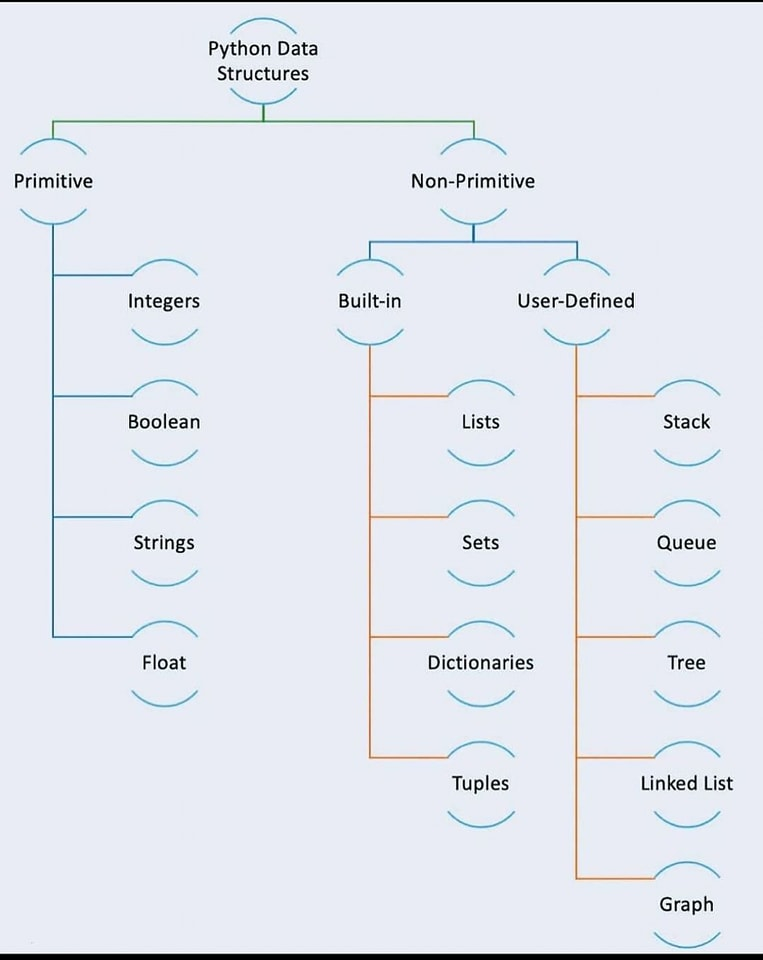 Python Data
Structures
Primitive
Non-Primitive
Integers
Built-in
User-Defined
Boolean
Lists
Stack
Strings
Sets
Queue
Float
Dictionaries
Tree
Tuples
Linked List
Graph